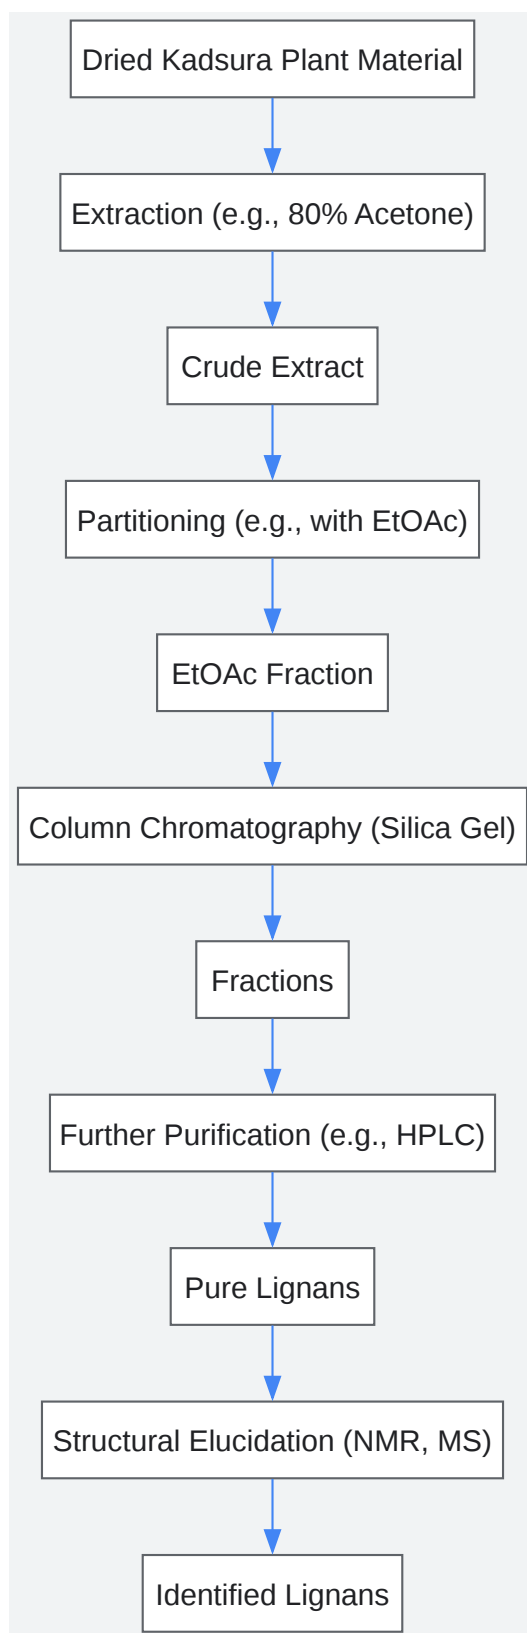 Dried Kadsura Plant Material
Extraction (e.g., 80% Acetone)
Crude Extract
Partitioning (e.g., with EtOAc)
EtOAc Fraction
Column Chromatography (Silica Gel)
Fractions
Further Purification (e.g., HPLC)
Pure Lignans
Structural Elucidation (NMR, MS)
Identified Lignans